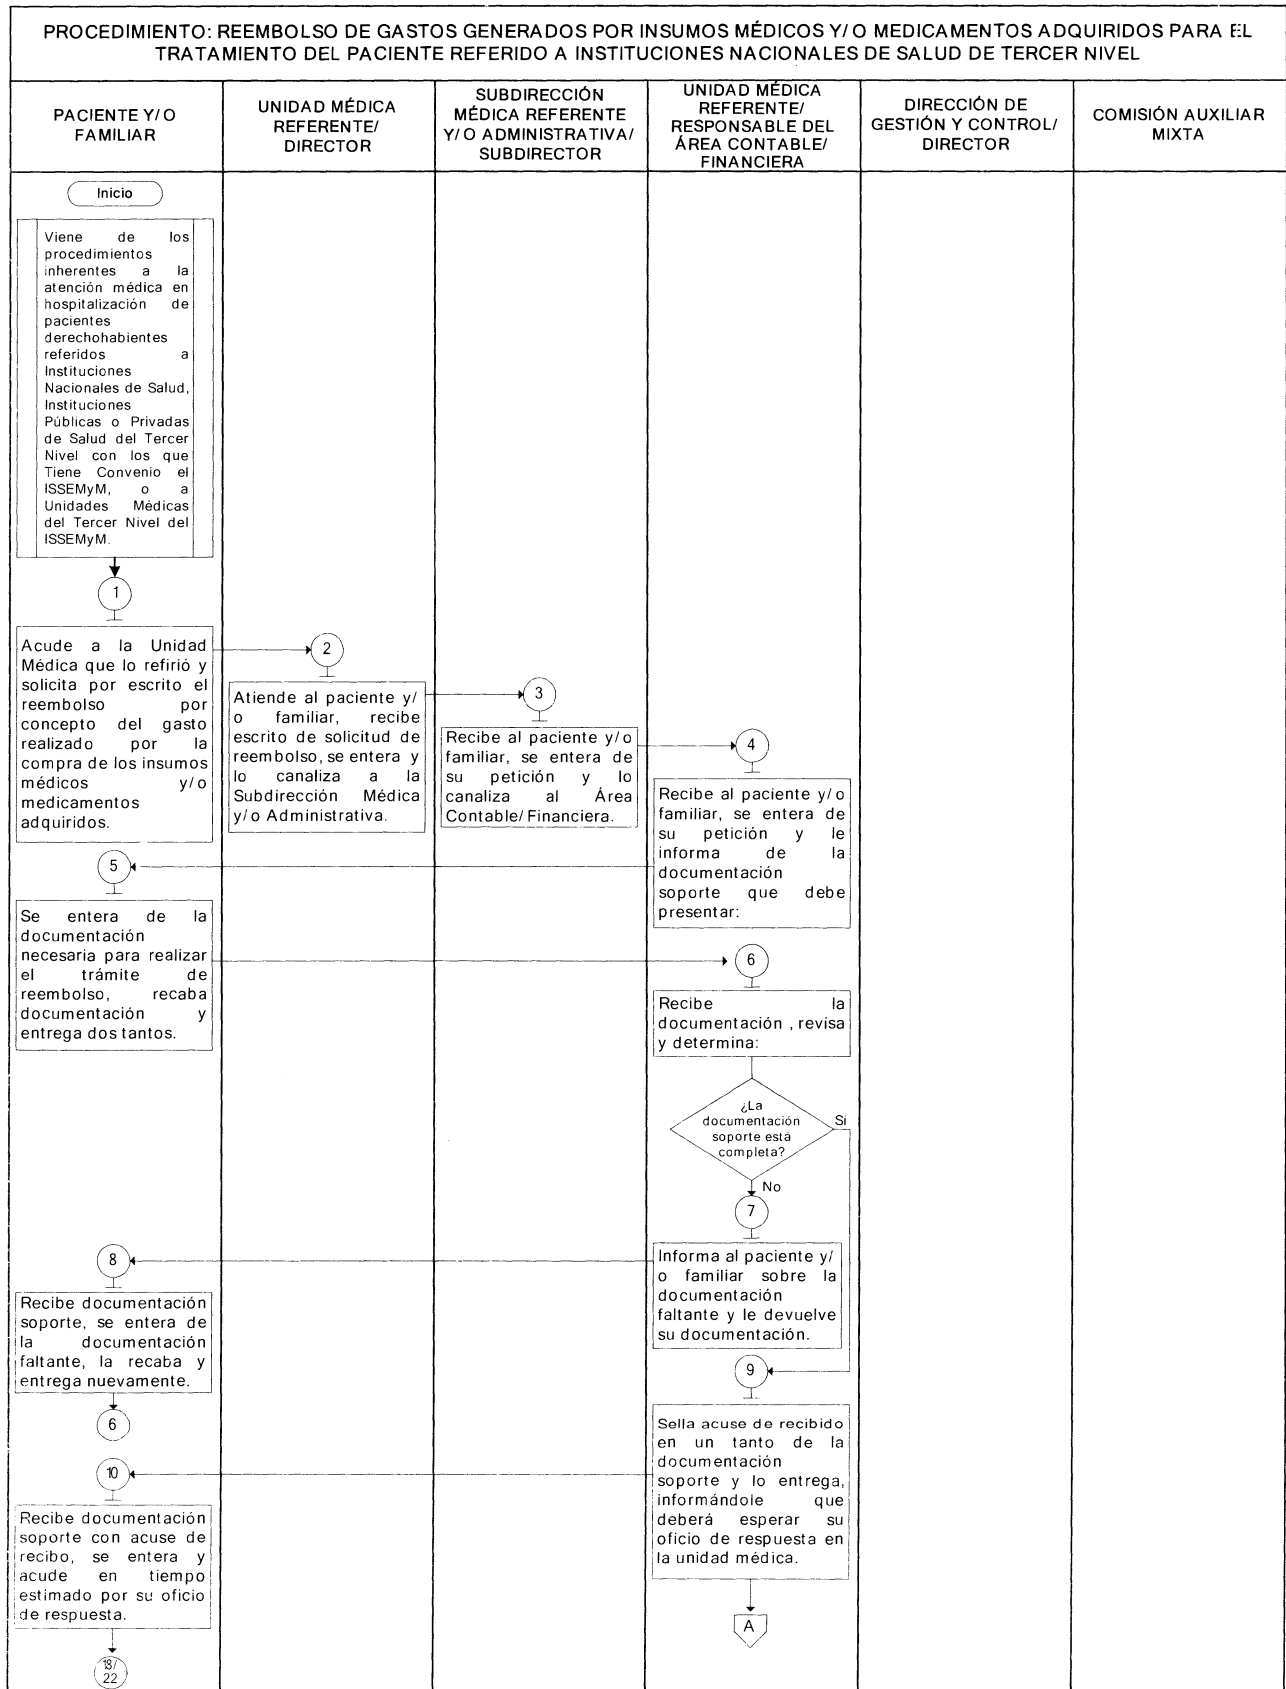 PROCEDIMIENTO: REEMBOLSO DE GASTOS GENERADOS POR INSUMOS MÉDICOS Y/O MEDICAMENTOS ADQUIRIDOS PARA EL
TRATAMIENTO DEL PACIENTE REFERIDO A INSTITUCIONES NACIONALES DE SALUD DE TERCER NIVEL
PACIENTE Y/O
FAMILIAR
UNIDAD MÉDICA
REFERENTE/
DIRECTOR
SUBDIRECCIÓN
MÉDICA REFERENTE
Y/O ADMINISTRATIVA/
SUBDIRECTOR
UNIDAD MÉDICA
REFERENTE/
RESPONSABLE DEL
ÁREA CONTABLE/
FINANCIERA
DIRECCIÓN DE
GESTIÓN Y CONTROL/
DIRECTOR
COMISIÓN AUXILIAR
MIXTA
Inicio
Viene de los
procedimientos
inherentes a la
atención médica en
hospitalización de
pacientes
derechohabientes
referidos a
Instituciones
Nacionales de Salud,
Instituciones
Públicas o Privadas
de Salud del Tercer
Nivel con los que
Tiene Convenio el
ISSEMyM, o a
Unidades Médicas
del Tercer Nivel del
ISSEMyM.
1
Acude a la Unidad
Médica que lo refirió y
solicita por escrito el
reembolso por
concepto del gasto
realizado por la
compra de los insumos
médicos y/o
medicamentos
adquiridos.
2
Atiende al paciente y/
o familiar, recibe
escrito de solicitud de
reembolso, se entera y
lo canaliza a la
Subdirección Médica
y/o Administrativa.
3
Recibe al paciente y/o
familiar, se entera de
su petición y lo
canaliza al Área
Contable/Financiera.
4
Recibe al paciente y/o
familiar, se entera de
su petición y le
informa de la
documentación
soporte que debe
presentar:
5
Se entera de la
documentación
necesaria para realizar
el trámite de
reembolso, recaba
documentación y
entrega dos tantos.
6
Recibe la
documentación , revisa
y determina:
¿La
documentación
soporte está
completa?
Si
No
7
Informa al paciente y/
o familiar sobre la
documentación
faltante y le devuelve
su documentación.
8
Recibe documentación
soporte, se entera de
la documentación
faltante, la recaba y
entrega nuevamente.
6
9
Sella acuse de recibido
en un tanto de la
documentación
soporte y lo entrega,
informándole que
deberá esperar su
oficio de respuesta en
la unidad médica.
A
10
Recibe documentación
soporte con acuse de
recibo, se entera y
acude en tiempo
estimado por su oficio
de respuesta.
18/
22